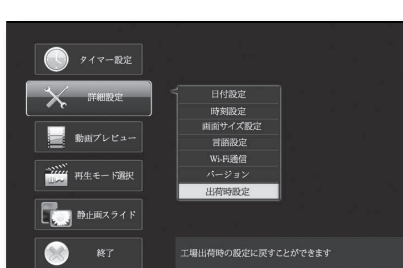 タイマー設定
詳細設定
動画プレビュー
再生モード選択
静止画スライド
終了
日付設定
時刻設定
画面サイズ設定
言語設定
Wi-Fi通信
バージョン
出荷時設定
工場出荷時の設定に戻すことができます